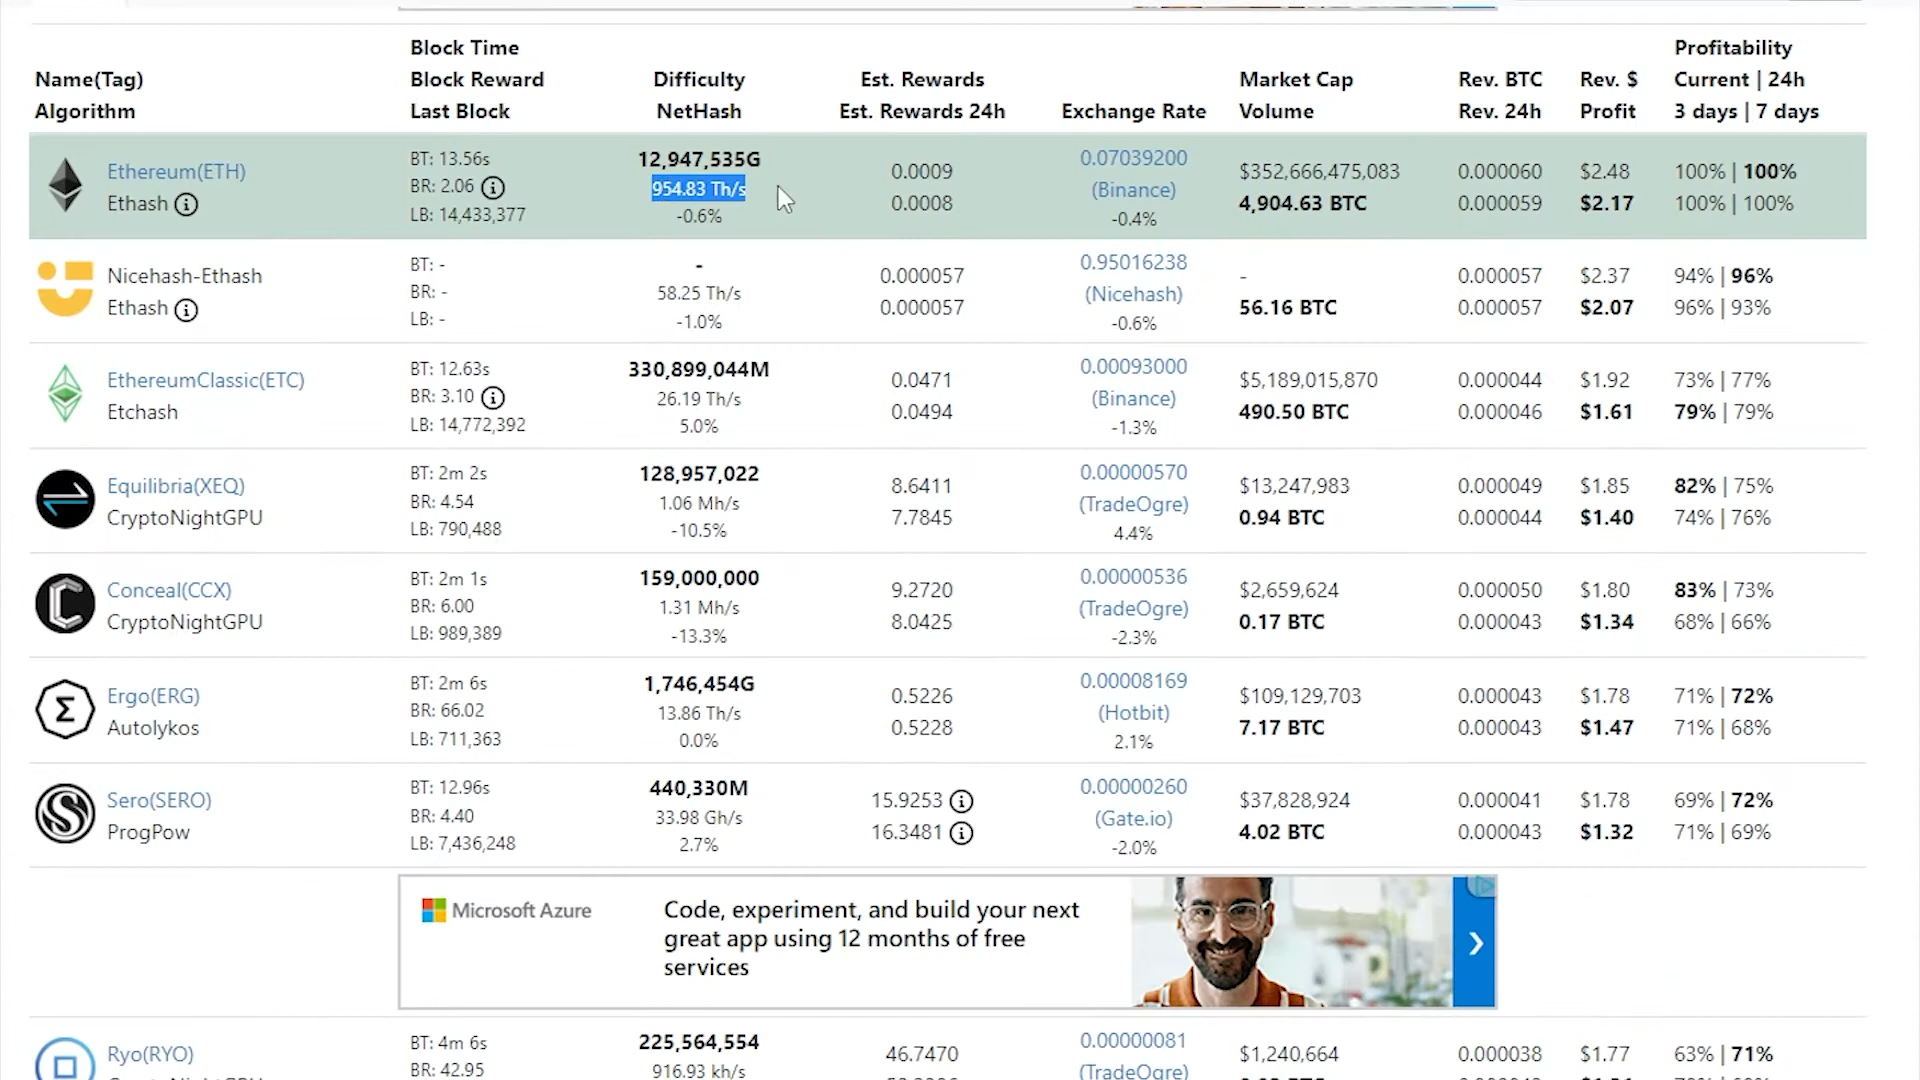 Block Time
Profitability
Name(Tag)
Block Reward
Difficulty
Est. Rewards
Market Cap
Rev. BTC
Rev. $
Current | 24h
Algorithm
Last Block
NetHash
Est. Rewards 24h
Exchange Rate
Volume
Rev. 24h
Profit
3 days | 7 days
Ethereum(ETH)
Ethash
BT: 13.56s
BR: 2.06
LB: 14,433,377
12,947,535G
954.83 Th/s
-0.6%
0.0009
0.0008
0.07039200
(Binance)
-0.4%
$352,666,475,083
4,904.63 BTC
0.000060
0.000059
$2.48
$2.17
100% | 100%
100% | 100%
Nicehash-Ethash
Ethash
BT: -
BR: -
LB: -
-
58.25 Th/s
-1.0%
0.000057
0.000057
0.95016238
(Nicehash)
-0.6%
-
56.16 BTC
0.000057
0.000057
$2.37
$2.07
94% | 96%
96% | 93%
EthereumClassic(ETC)
Etchash
BT: 12.63s
BR: 3.10
LB: 14,772,392
330,899,044M
26.19 Th/s
5.0%
0.0471
0.0494
0.00093000
(Binance)
-1.3%
$5,189,015,870
490.50 BTC
0.000044
0.000046
$1.92
$1.61
73% | 77%
79% | 79%
Equilibria(XEQ)
CryptoNightGPU
BT: 2m 2s
BR: 4.54
LB: 790,488
128,957,022
1.06 Mh/s
-10.5%
8.6411
7.7845
0.00000570
(TradeOgre)
4.4%
$13,247,983
0.94 BTC
0.000049
0.000044
$1.85
$1.40
82% | 75%
74% | 76%
Conceal(CCX)
CryptoNightGPU
BT: 2m 1s
BR: 6.00
LB: 989,389
159,000,000
1.31 Mh/s
-13.3%
9.2720
8.0425
0.00000536
(TradeOgre)
-2.3%
$2,659,624
0.17 BTC
0.000050
0.000043
$1.80
$1.34
83% | 73%
68% | 66%
Ergo(ERG)
Autolykos
BT: 2m 6s
BR: 66.02
LB: 711,363
1,746,454G
13.86 Th/s
0.0%
0.5226
0.5228
0.00008169
(Hotbit)
2.1%
$109,129,703
7.17 BTC
0.000043
0.000043
$1.78
$1.47
71% | 72%
71% | 68%
Sero(SERO)
ProgPow
BT: 12.96s
BR: 4.40
LB: 7,436,248
440,330M
33.98 Gh/s
2.7%
15.9253
16.3481
0.00000260
(Gate.io)
-2.0%
$37,828,924
4.02 BTC
0.000041
0.000043
$1.78
$1.32
69% | 72%
71% | 69%
Microsoft Azure
Code, experiment, and build your next
great app using 12 months of free
services
Ryo(RYO)
BT: 4m 6s
BR: 42.95
225,564,554
916.93 kh/s
46.7470
0.00000081
(TradeOgre)
$1,240,664
0.000038
$1.77
63% | 71%